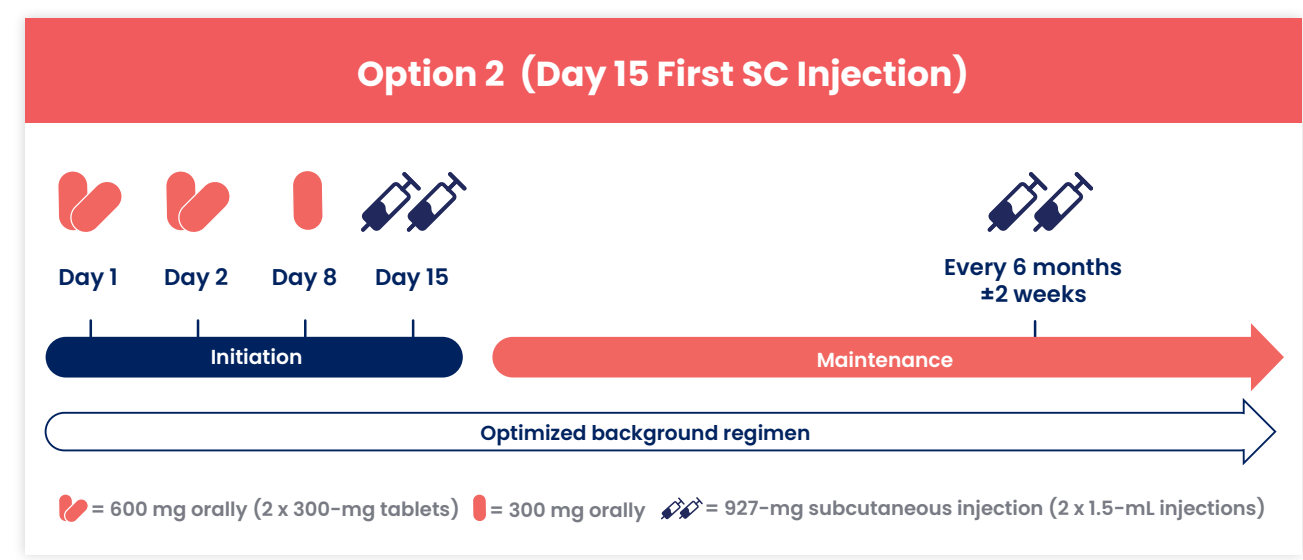 Option 2 (Day 15 First SC Injection)
Day 1
Day 2
Day 8
Day 15
Every 6 months
±2 weeks
Initiation
Maintenance
Optimized background regimen
= 600 mg orally (2 x 300-mg tablets)
= 300 mg orally
= 927-mg subcutaneous injection (2 x 1.5-mL injections)